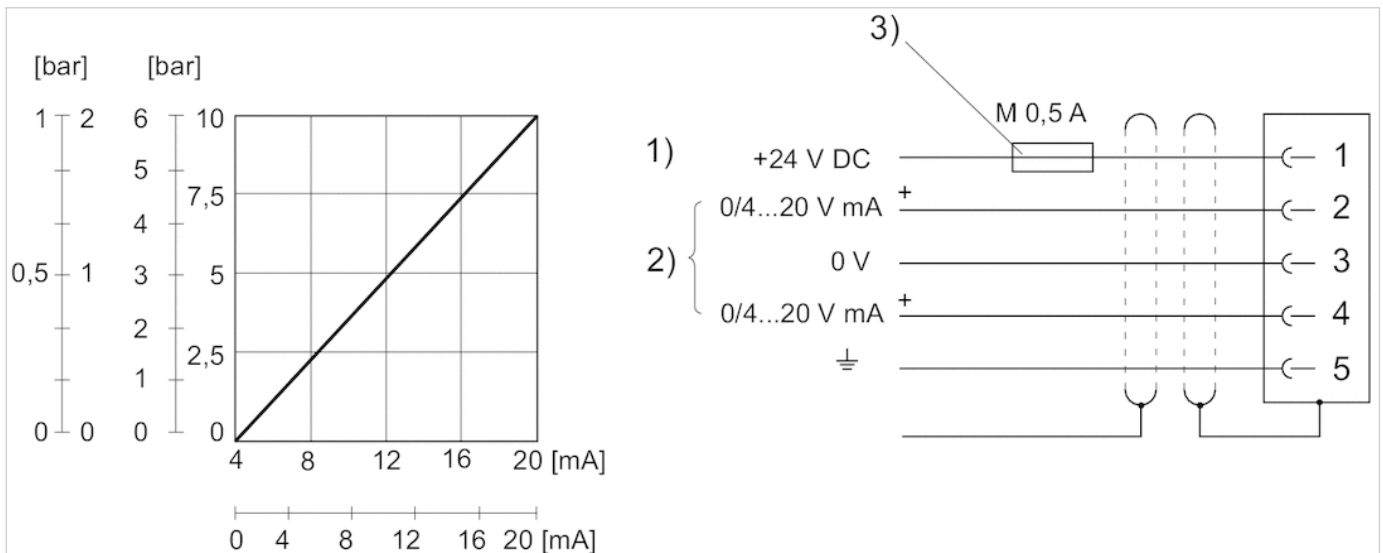 [bar] [bar]
1 2 6 10
5
7,5
4
0,5 1 3 5
2
2,5
1
0 0 0 0
4 8 12 16 20 [mA]
0 4 8 12 16 20 [mA]
3)
M 0,5 A
1) +24 V DC 1
0/4...20 V mA + 2
2) 0 V 3
0/4...20 V mA + 4
5